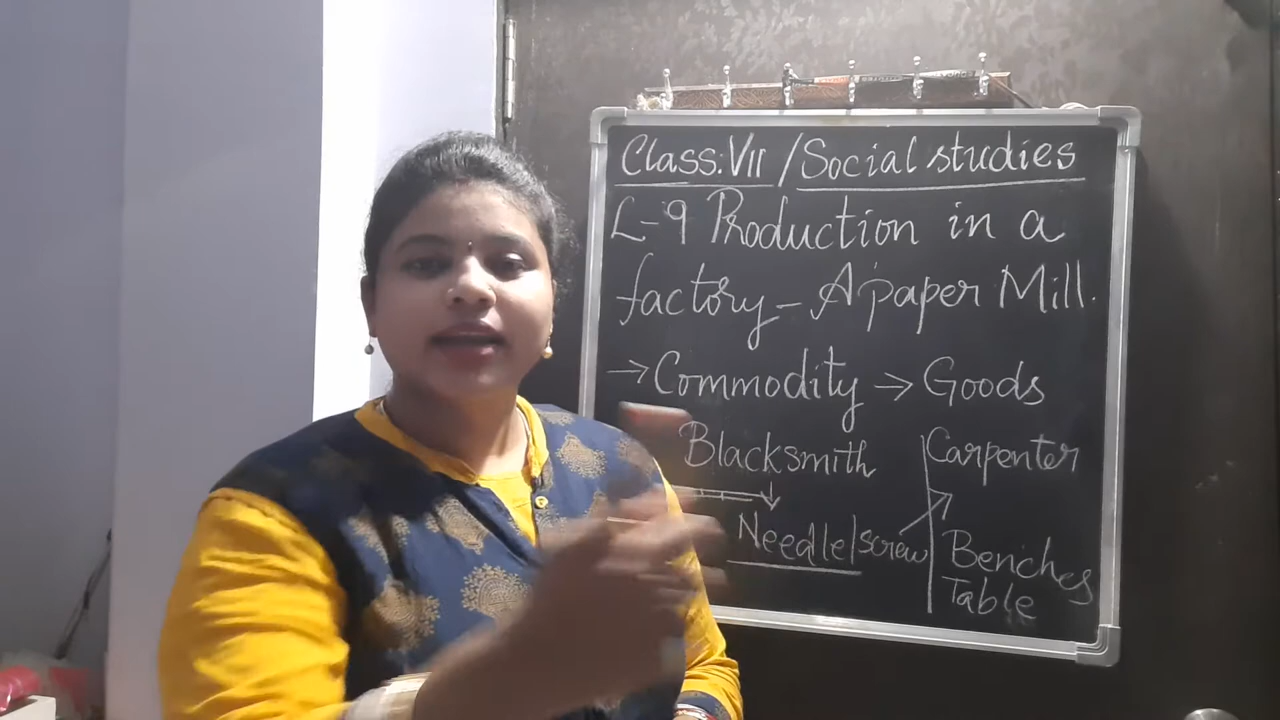 Class: VII / Social studies
L-9 Production in a
factory - A paper Mill.
→ Commodity → Goods
Blacksmith | Carpenter
Needle | screw
Benches
Table